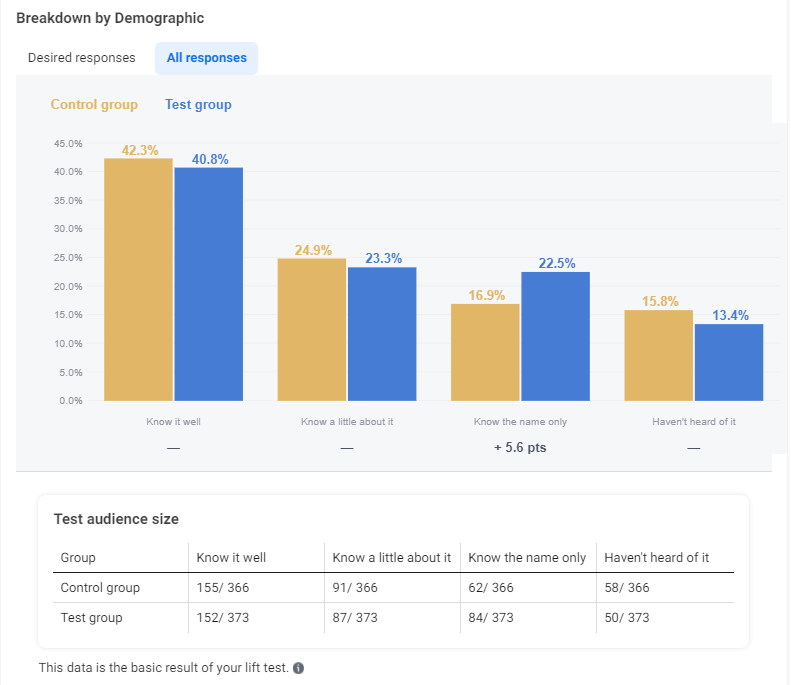 Breakdown by Demographic
Desired responses All responses
Control group Test group
45.0%
40.0%
35.0%
30.0%
25.0%
20.0%
15.0%
10.0%
5.0%
0.0%
42.3% 40.8% 24.9% 23.3% 16.9% 22.5% 15.8% 13.4%
Know it well Know a little about it Know the name only Haven't heard of it
— — + 5.6 pts —
Test audience size
Group Know it well Know a little about it Know the name only Haven't heard of it
Control group 155/ 366 91/ 366 62/ 366 58/ 366
Test group 152/ 373 87/ 373 84/ 373 50/ 373
This data is the basic result of your lift test. i